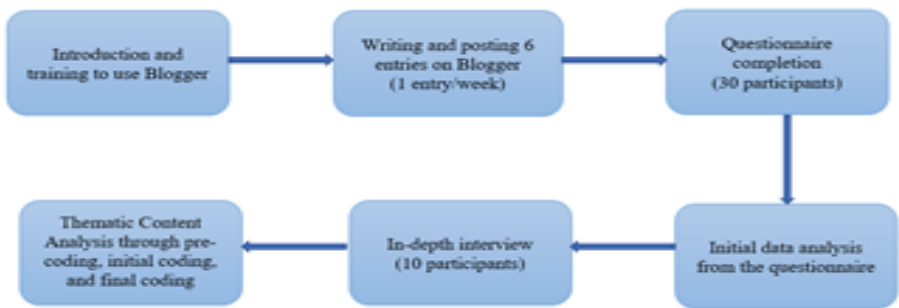 Introduction and
training to use Blogger
Writing and posting 6
entries on Blogger
(1 entry/week)
Questionnaire
completion
(30 participants)
Initial data analysis
from the questionnaire
In-depth interview
(10 participants)
Thematic Content
Analysis through pre-
coding, initial coding,
and final coding